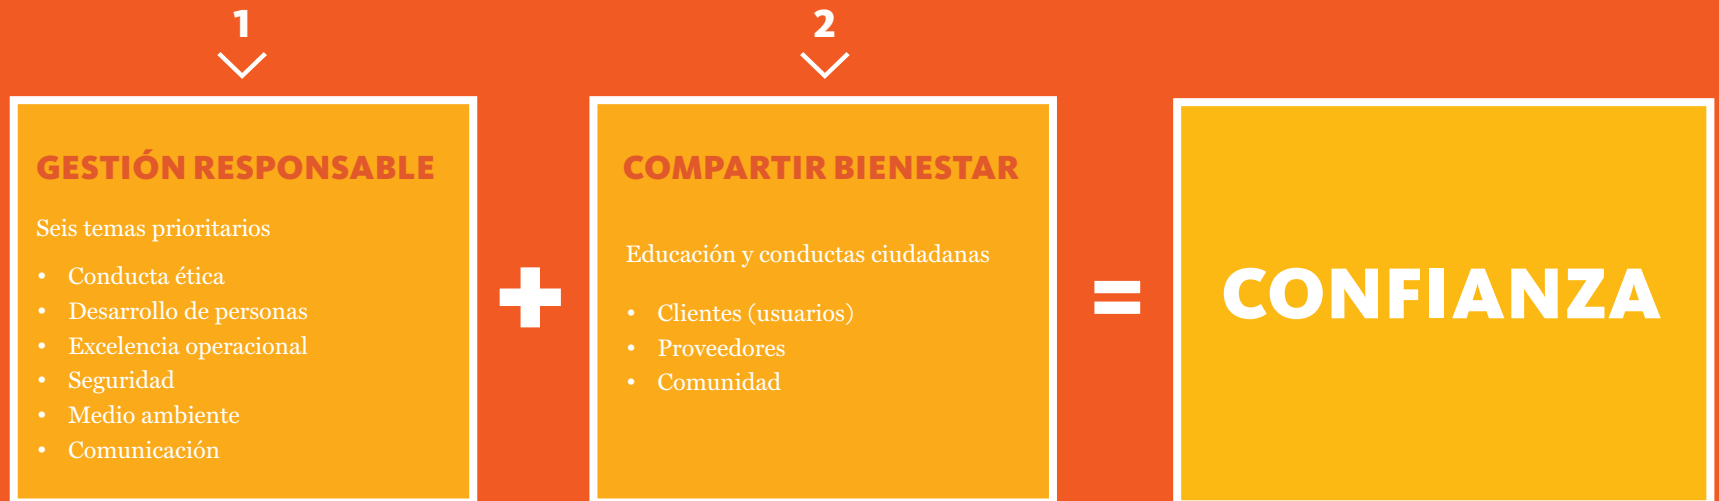 1
GESTIÓN RESPONSABLE
Seis temas prioritarios
• Conducta ética
• Desarrollo de personas
• Excelencia operacional
• Seguridad
• Medio ambiente
• Comunicación
+
2
COMPARTIR BIENESTAR
Educación y conductas ciudadanas
• Clientes (usuarios)
• Proveedores
• Comunidad
=
CONFIANZA